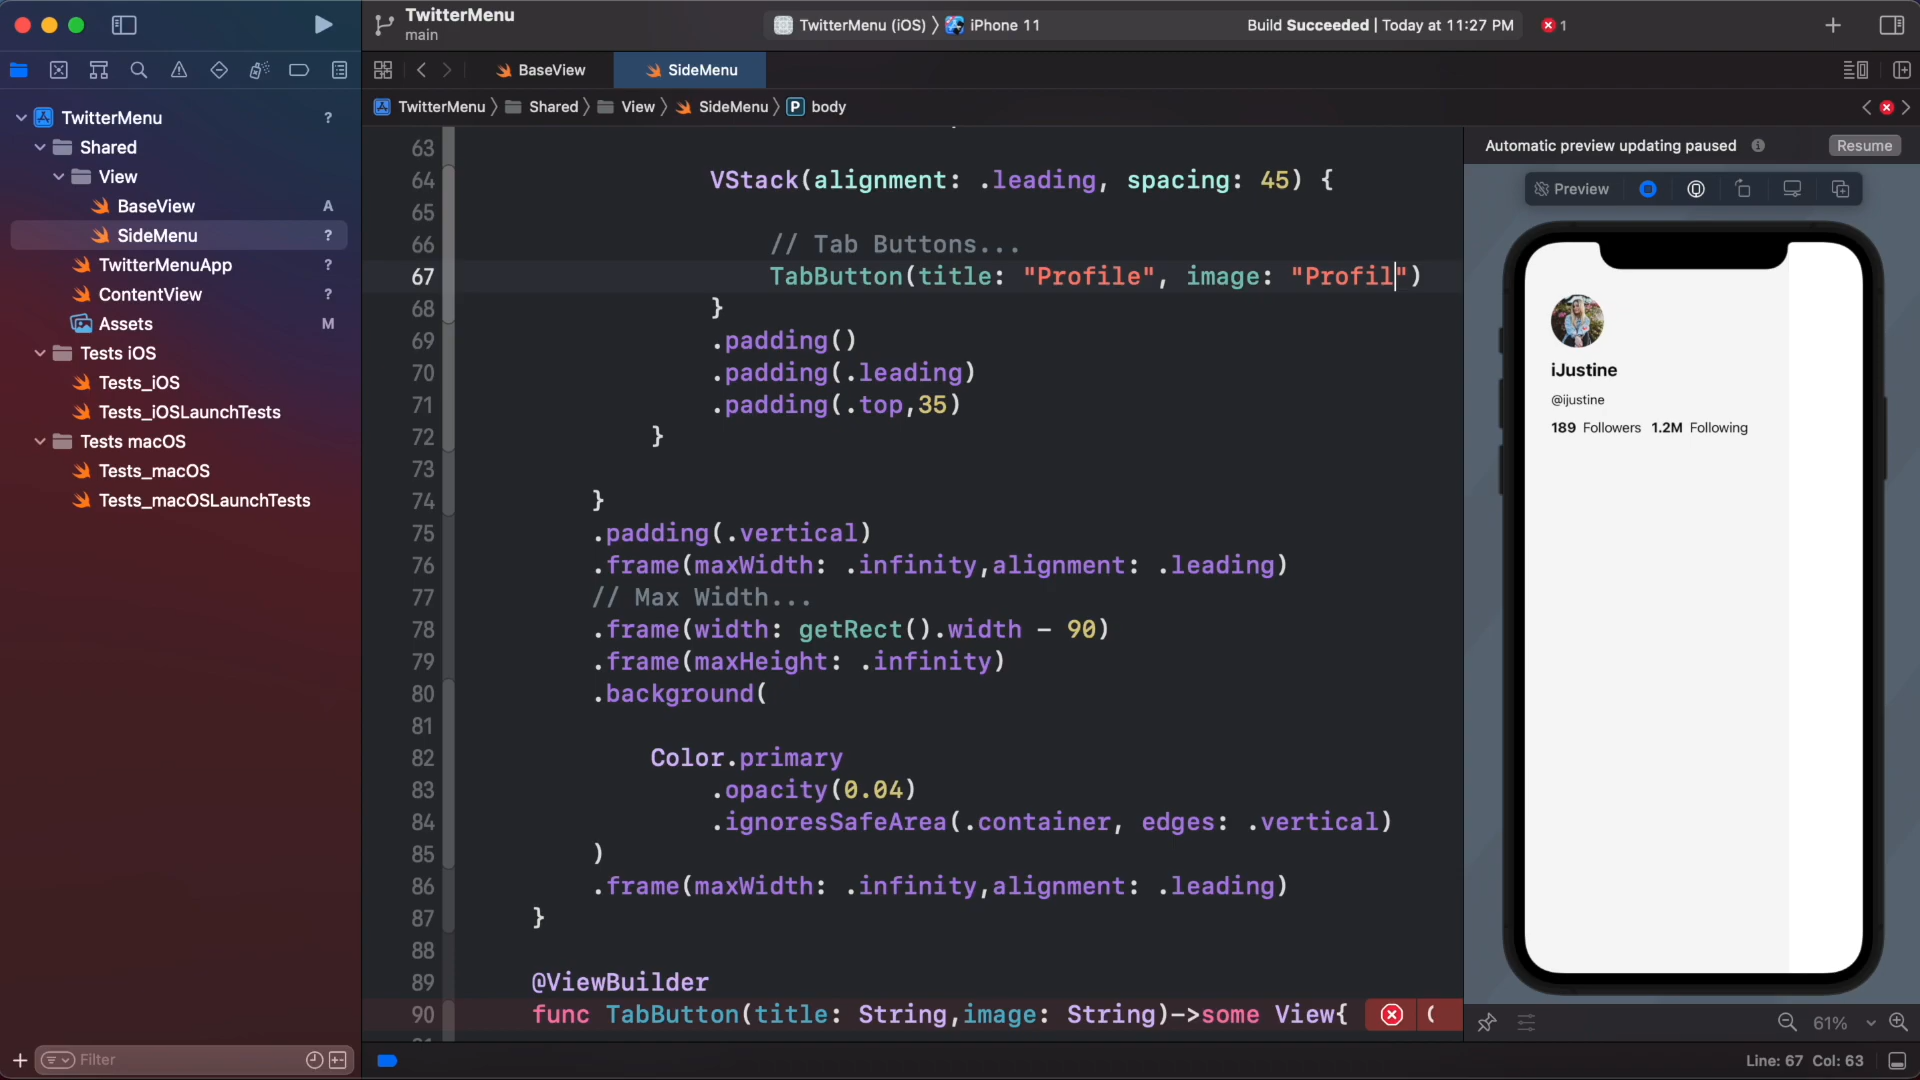 TwitterMenu
main
TwitterMenu (iOS) 〉 iPhone 11
Build Succeeded | Today at 11:27 PM
1
BaseView
SideMenu
TwitterMenu 〉 Shared 〉 View 〉 SideMenu 〉 P body
TwitterMenu ?
Shared
View
BaseView A
SideMenu ?
TwitterMenuApp ?
ContentView ?
Assets M
Tests iOS
Tests_iOS
Tests_iOSLaunchTests
Tests macOS
Tests_macOS
Tests_macOSLaunchTests
Filter
63
64 VStack(alignment: .leading, spacing: 45) {
65
66 // Tab Buttons...
67 TabButton(title: "Profile", image: "Profil")
68 }
69 .padding()
70 .padding(.leading)
71 .padding(.top,35)
72 }
73
74 }
75 .padding(.vertical)
76 .frame(maxWidth: .infinity,alignment: .leading)
77 // Max Width...
78 .frame(width: getRect().width - 90)
79 .frame(maxHeight: .infinity)
80 .background(
81
82 Color.primary
83 .opacity(0.04)
84 .ignoresSafeArea(.container, edges: .vertical)
85 )
86 .frame(maxWidth: .infinity,alignment: .leading)
87 }
88
89 @ViewBuilder
90 func TabButton(title: String,image: String)->some View{ (
Automatic preview updating paused
Resume
Preview
iJustine
@ijustine
189 Followers 1.2M Following
61%
Line: 67 Col: 63